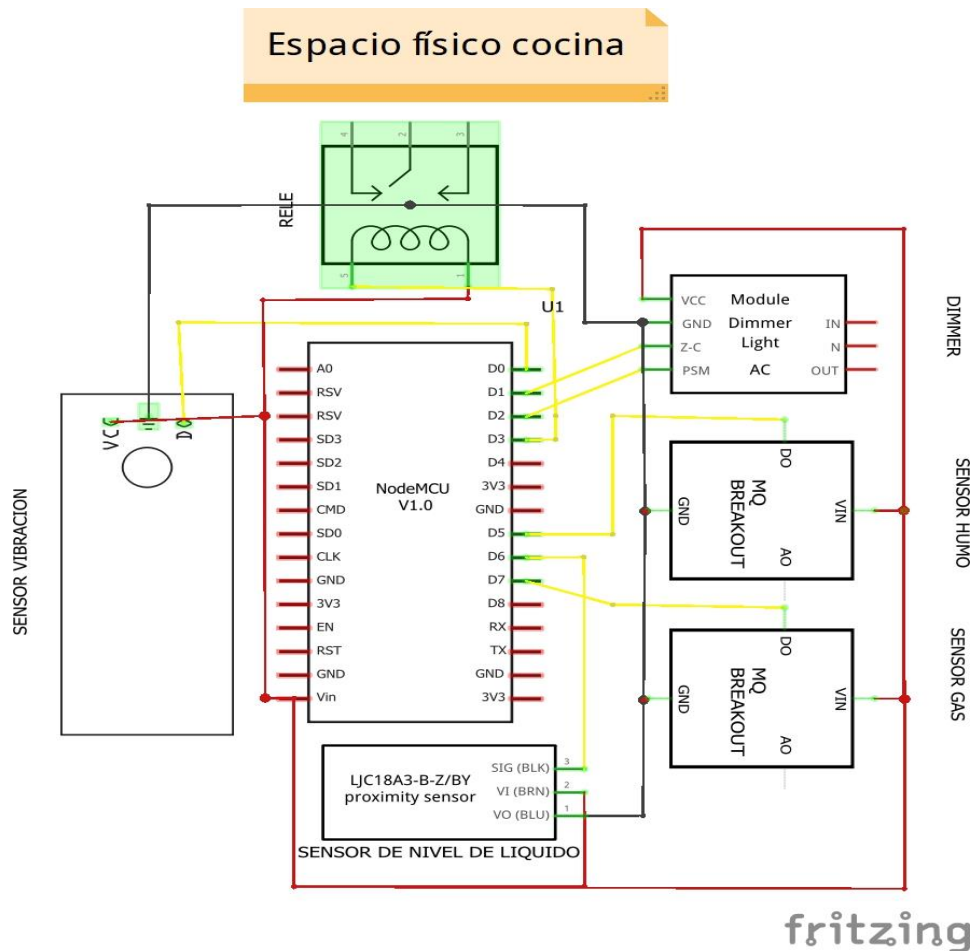 Espacio físico cocina
4
2
3
RELE
5
1
U1
VCC
Module
GND
Dimmer
IN
Z-C
Light
N
PSM
AC
OUT
DIMMER
A0
RSV
RSV
SD3
SD2
SD1
CMD
SD0
CLK
GND
3V3
EN
RST
GND
Vin
NodeMCU
V1.0
D0
D1
D2
D3
D4
3V3
GND
D5
D6
D7
D8
RX
TX
GND
3V3
VCC
DO
SENSOR VIBRACION
DO
GND
MQ
BREAKOUT
VIN
AO
SENSOR HUMO
DO
GND
MQ
BREAKOUT
VIN
AO
SENSOR GAS
LJC18A3-B-Z/BY
proximity sensor
SIG (BLK) 3
VI (BRN) 2
VO (BLU) 1
SENSOR DE NIVEL DE LIQUIDO
fritzing